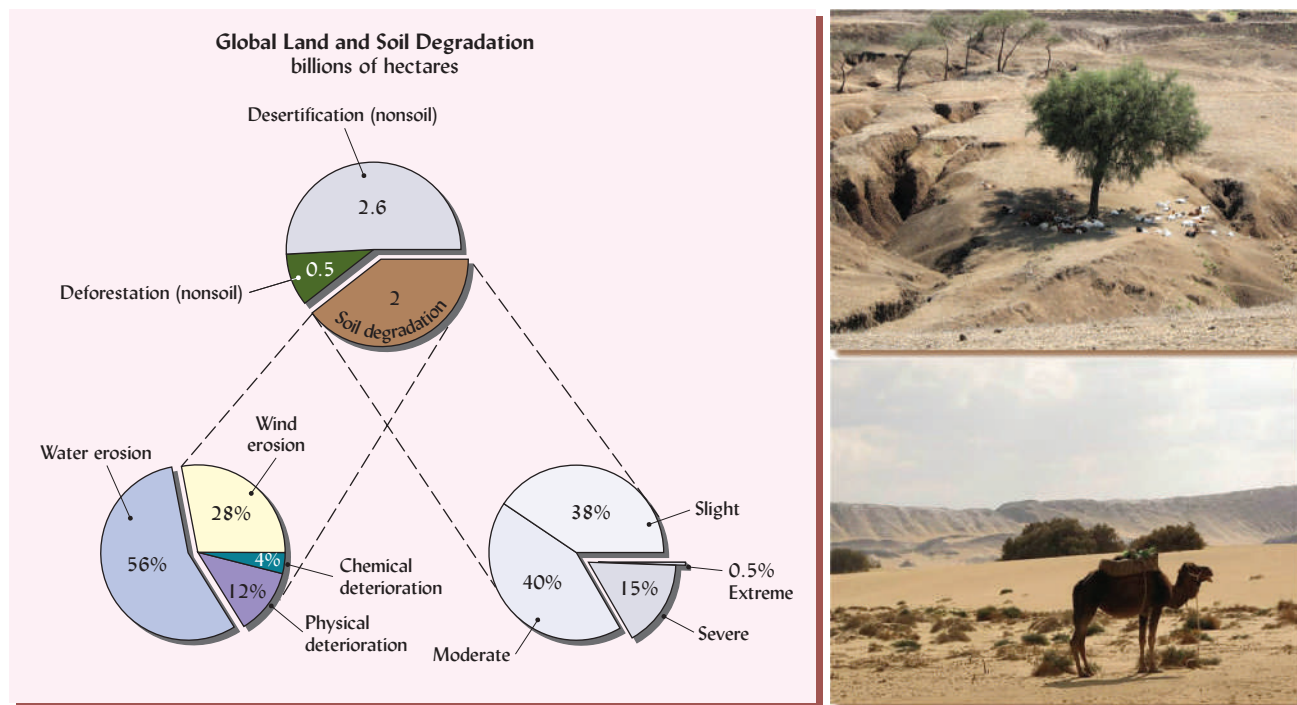 Global Land and Soil Degradation
billions of hectares
Desertification (nonsoil)
2.6
0.5
Deforestation (nonsoil)
2
Soil degradation
Wind
erosion
Water erosion
28%
56%
4%
12%
Chemical
deterioration
Physical
deterioration
38%
Slight
40%
15%
0.5%
Extreme
Severe
Moderate